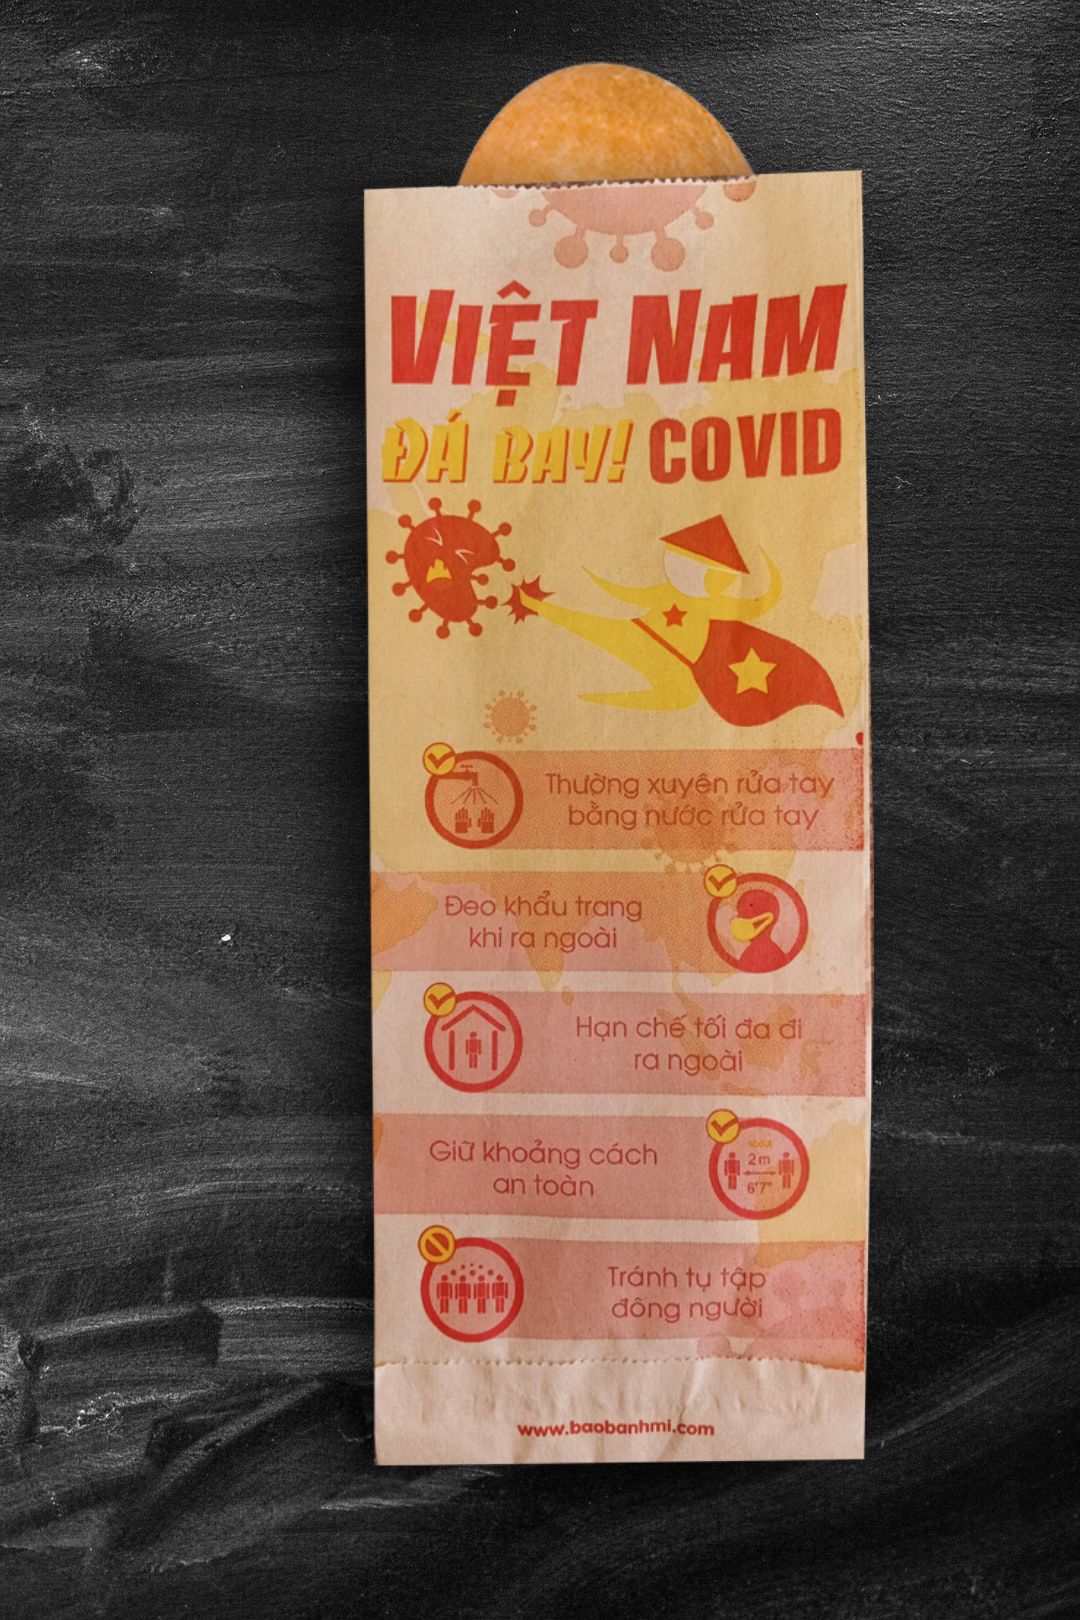 VIỆT NAM
ĐÁ BAY! COVID
Thường xuyên rửa tay
bằng nước rửa tay
Đeo khẩu trang
khi ra ngoài
Hạn chế tối đa đi
ra ngoài
Giữ khoảng cách
an toàn
about
2m
6'7"
Tránh tụ tập
đông người
www.baobanhmi.com